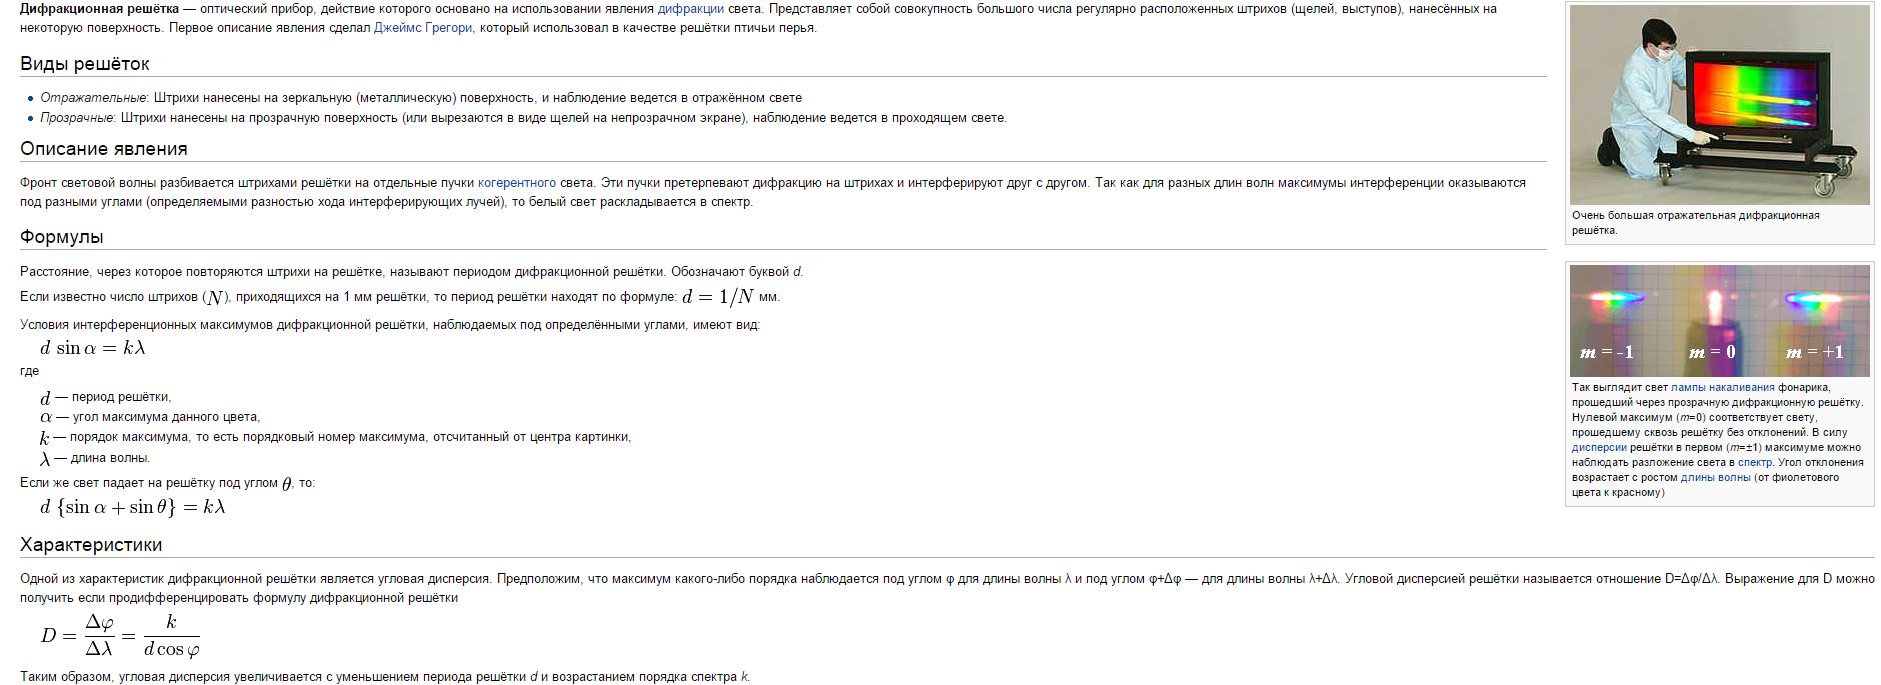 Дифракционная решётка — оптический прибор, действие которого основано на использовании явления дифракции света. Представляет собой совокупность большого числа регулярно расположенных штрихов (щелей, выступов), нанесённых на
некоторую поверхность. Первое описание явления сделал Джеймс Грегори, который использовал в качестве решётки птичьи перья.
Виды решёток
Отражательные: Штрихи нанесены на зеркальную (металлическую) поверхность, и наблюдение ведется в отражённом свете
Прозрачные: Штрихи нанесены на прозрачную поверхность (или вырезаются в виде щелей на непрозрачном экране), наблюдение ведется в проходящем свете.
Описание явления
Фронт световой волны разбивается штрихами решётки на отдельные пучки когерентного света. Эти пучки претерпевают дифракцию на штрихах и интерферируют друг с другом. Так как для разных длин волн максимумы интерференции оказываются
под разными углами (определяемыми разностью хода интерферирующих лучей), то белый свет раскладывается в спектр.
Формулы
Расстояние, через которое повторяются штрихи на решётке, называют периодом дифракционной решётки. Обозначают буквой d.
Если известно число штрихов (N), приходящихся на 1 мм решётки, то период решётки находят по формуле: d = 1/N мм.
Условия интерференционных максимумов дифракционной решётки, наблюдаемых под определёнными углами, имеют вид:
d sin α = kλ
где
d — период решётки,
α — угол максимума данного цвета,
k — порядок максимума, то есть порядковый номер максимума, отсчитанный от центра картинки,
λ — длина волны.
Если же свет падает на решётку под углом θ, то:
d {sin α + sin θ} = kλ
Очень большая отражательная дифракционная
решётка.
m = -1 m = 0 m = +1
Так выглядит свет лампы накаливания фонарика,
прошедший через прозрачную дифракционную решётку.
Нулевой максимум (m=0) соответствует свету,
прошедшему сквозь решётку без отклонений. В силу
дисперсии решётки в первом (m=±1) максимуме можно
наблюдать разложение света в спектр. Угол отклонения
возрастает с ростом длины волны (от фиолетового
цвета к красному)
Характеристики
Одной из характеристик дифракционной решётки является угловая дисперсия. Предположим, что максимум какого-либо порядка наблюдается под углом φ для длины волны λ и под углом φ+Δφ — для длины волны λ+Δλ. Угловой дисперсией решётки называется отношение D=Δφ/Δλ. Выражение для D можно
получить если продифференцировать формулу дифракционной решётки
D = Δφ/Δλ = k/(d cos φ)
Таким образом, угловая дисперсия увеличивается с уменьшением периода решётки d и возрастанием порядка спектра k.